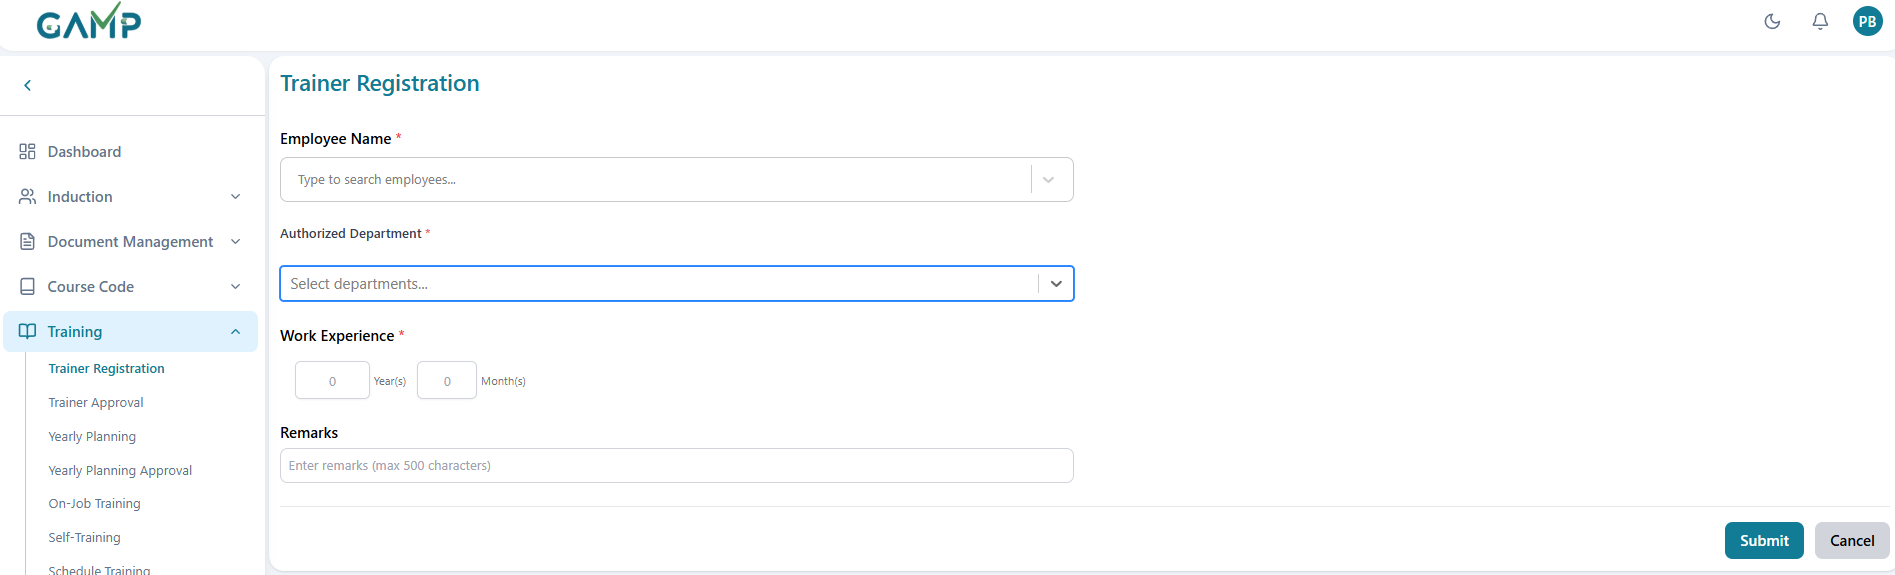 GAMP
PB
Trainer Registration
Employee Name *
Type to search employees...
Authorized Department *
Select departments...
Work Experience *
0 Year(s) 0 Month(s)
Remarks
Enter remarks (max 500 characters)
Submit Cancel
Dashboard
Induction
Document Management
Course Code
Training
Trainer Registration
Trainer Approval
Yearly Planning
Yearly Planning Approval
On-Job Training
Self-Training
Schedule Training